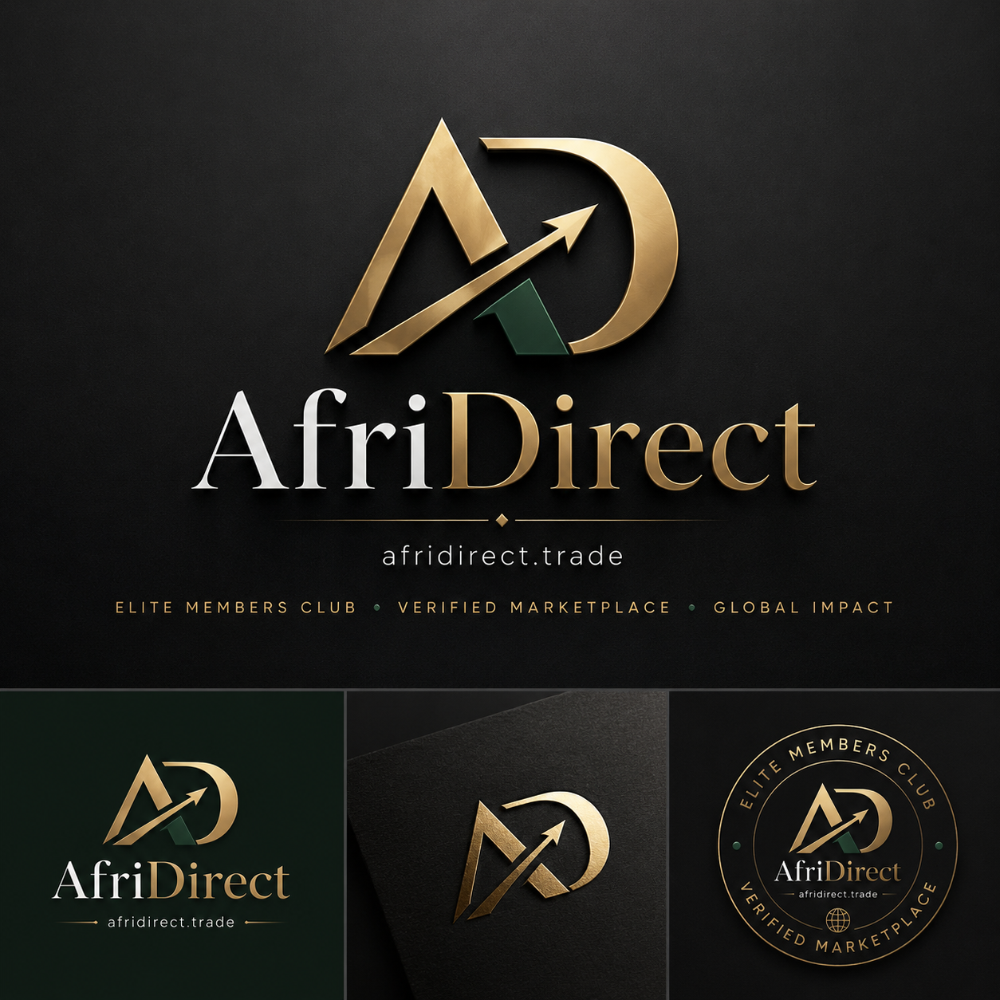 AfriDirect
afridirect.trade
ELITE MEMBERS CLUB • VERIFIED MARKETPLACE • GLOBAL IMPACT
AfriDirect
afridirect.trade
ELITE MEMBERS CLUB
AfriDirect
afridirect.trade
VERIFIED MARKETPLACE